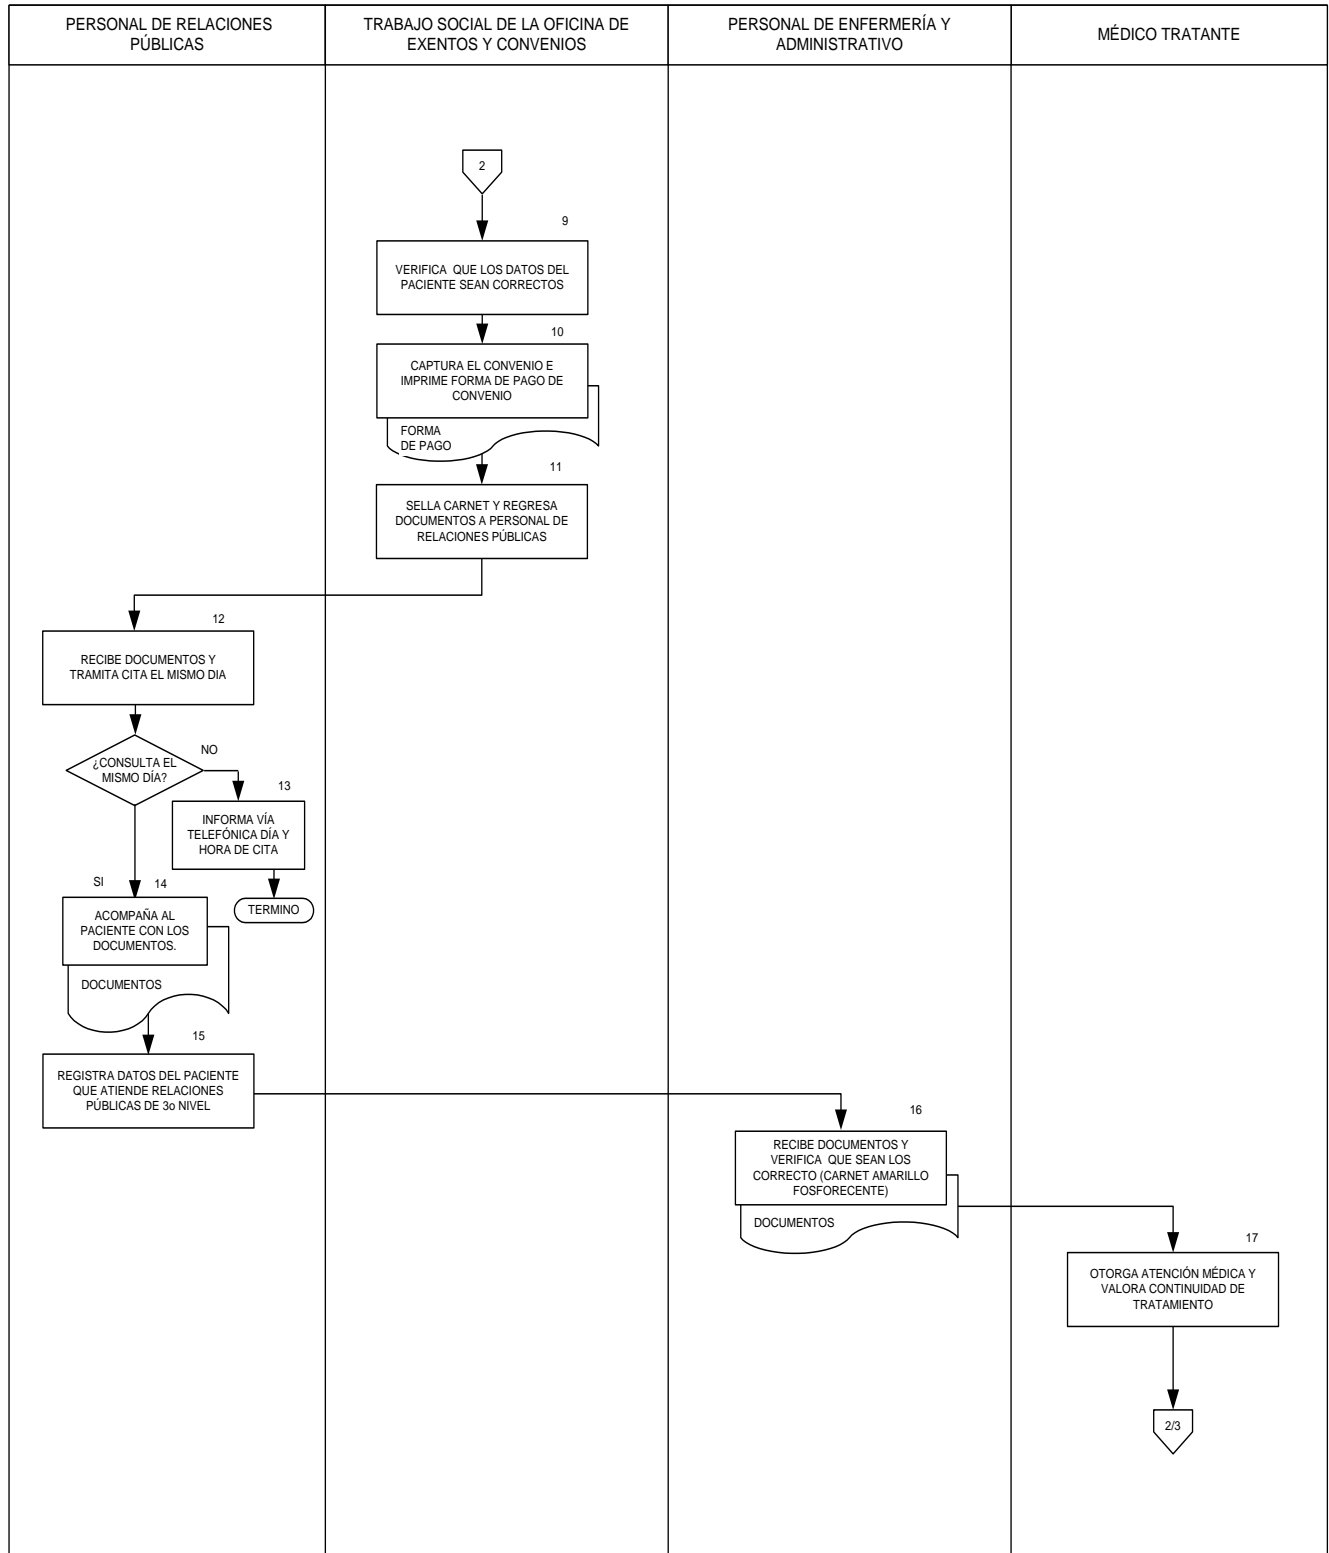 PERSONAL DE RELACIONES
PÚBLICAS
TRABAJO SOCIAL DE LA OFICINA DE
EXENTOS Y CONVENIOS
PERSONAL DE ENFERMERÍA Y
ADMINISTRATIVO
MÉDICO TRATANTE
2
9
VERIFICA QUE LOS DATOS DEL
PACIENTE SEAN CORRECTOS
10
CAPTURA EL CONVENIO E
IMPRIME FORMA DE PAGO DE
CONVENIO
FORMA
DE PAGO
11
SELLA CARNET Y REGRESA
DOCUMENTOS A PERSONAL DE
RELACIONES PÚBLICAS
12
RECIBE DOCUMENTOS Y
TRAMITA CITA EL MISMO DIA
¿CONSULTA EL
MISMO DÍA?
NO
13
INFORMA VÍA
TELEFÓNICA DÍA Y
HORA DE CITA
TERMINO
SI
14
ACOMPAÑA AL
PACIENTE CON LOS
DOCUMENTOS.
DOCUMENTOS
15
REGISTRA DATOS DEL PACIENTE
QUE ATIENDE RELACIONES
PÚBLICAS DE 3o NIVEL
16
RECIBE DOCUMENTOS Y
VERIFICA QUE SEAN LOS
CORRECTO (CARNET AMARILLO
FOSFORECENTE)
DOCUMENTOS
17
OTORGA ATENCIÓN MÉDICA Y
VALORA CONTINUIDAD DE
TRATAMIENTO
2/3